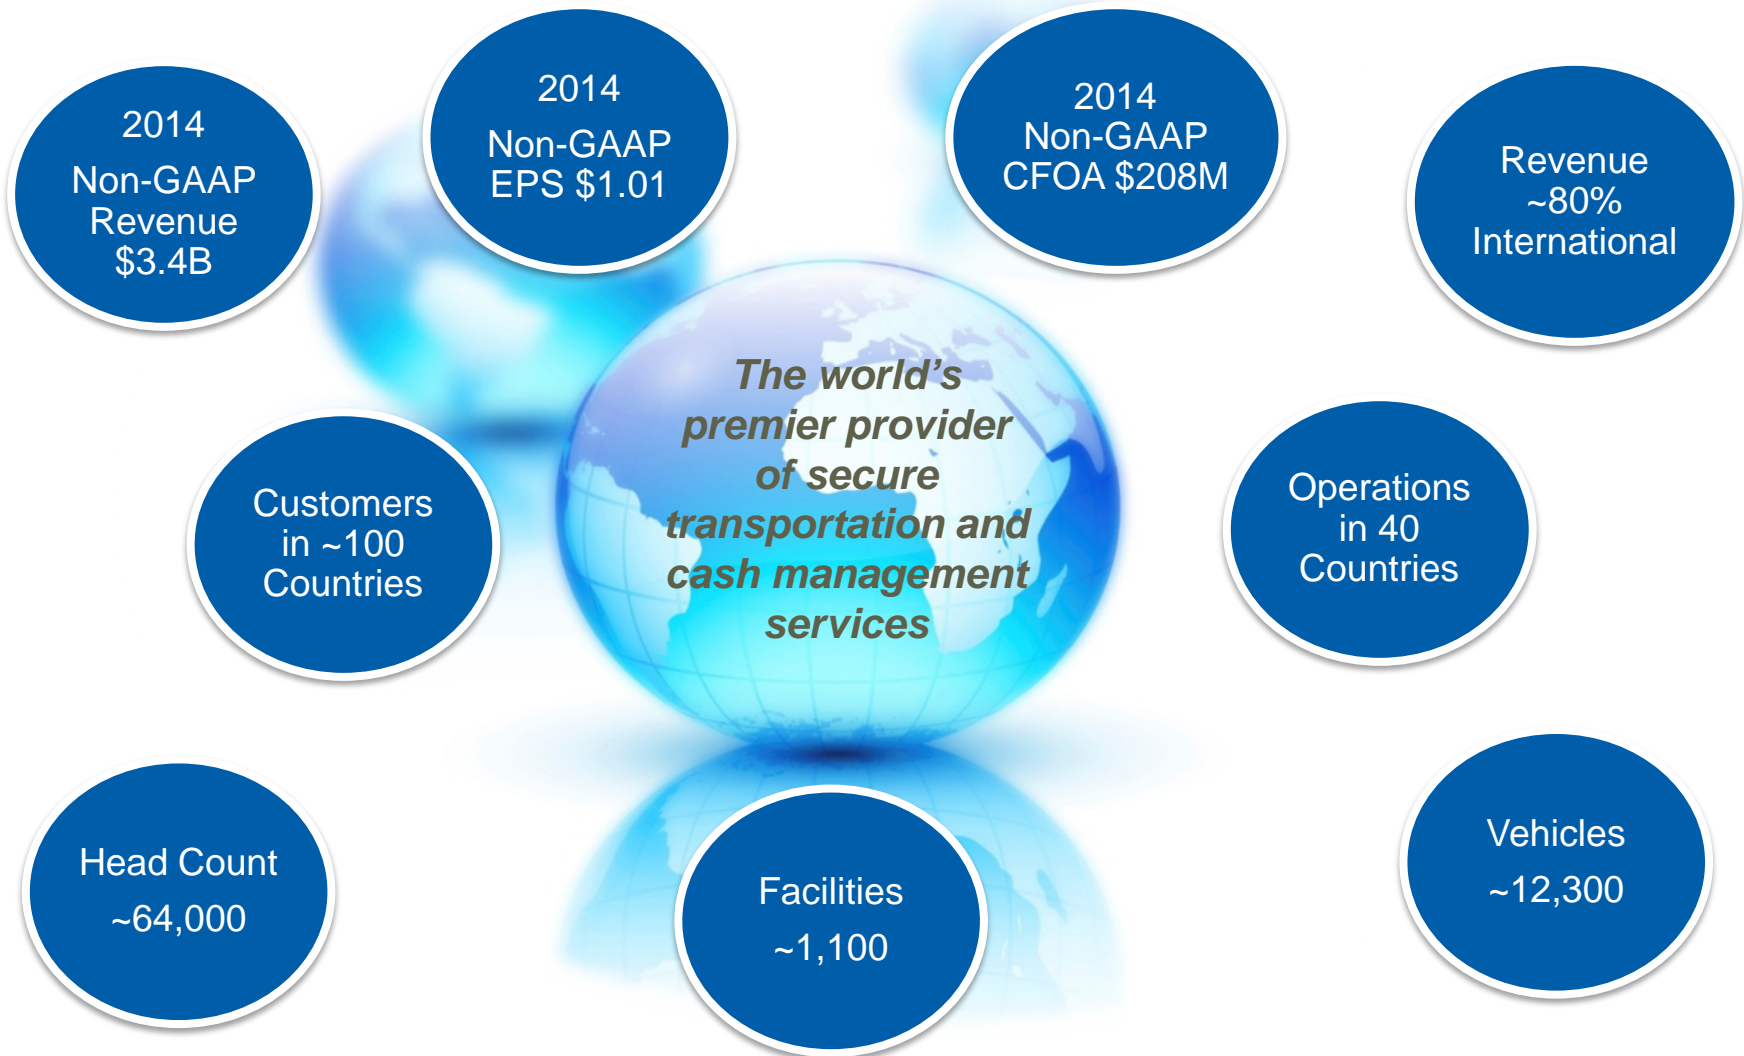 2014
Non-GAAP
Revenue
$3.4B
2014
Non-GAAP
EPS $1.01
2014
Non-GAAP
CFOA $208M
Revenue
~80%
International
The world’s
premier provider
of secure
transportation and
cash management
services
Customers
in ~100
Countries
Operations
in 40
Countries
Head Count
~64,000
Facilities
~1,100
Vehicles
~12,300